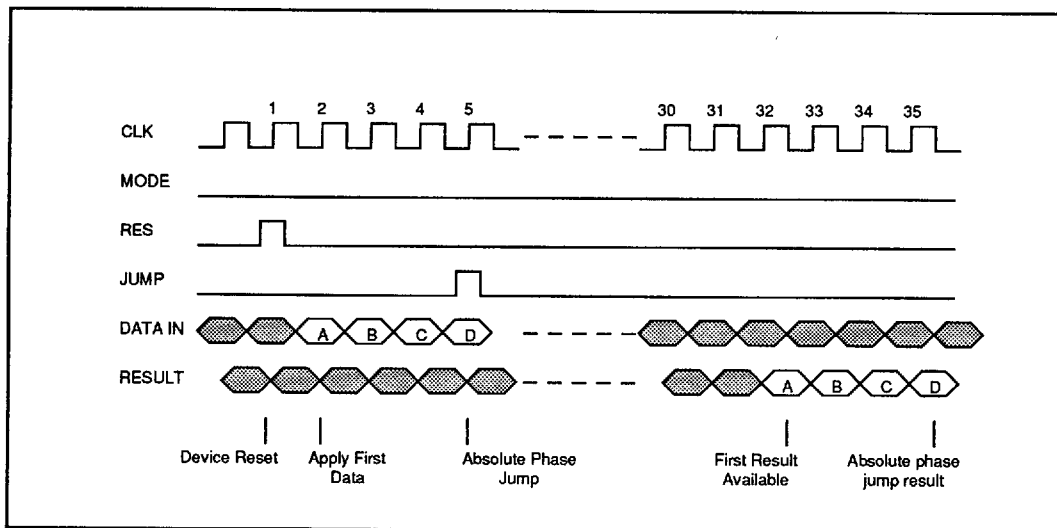 1 2 3 4 5 30 31 32 33 34 35
CLK
MODE
RES
JUMP
DATA IN A B C D
RESULT A B C D
Device Reset
Apply First
Data
Absolute Phase
Jump
First Result
Available
Absolute phase
jump result